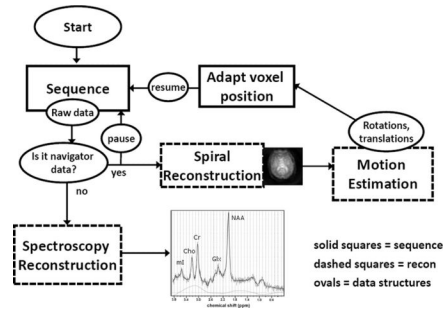 Start
Sequence
Raw data
resume
Adapt voxel
position
pause
Rotations,
translations
Is it navigator
data?
yes
no
Spiral
Reconstruction
Motion
Estimation
Spectroscopy
Reconstruction
NAA
Cr
Cho
mI
Glx
chemical shift (ppm)
solid squares = sequence
dashed squares = recon
ovals = data structures